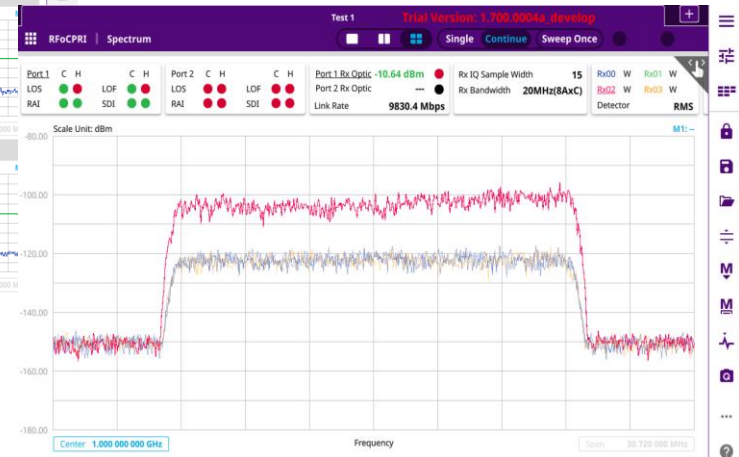 Test 1
Trial Version: 1.700.0004a_develop
RFoCPRI | Spectrum
Single Continue Sweep Once
Port 1 C H C H
LOS LOF
RAI SDI
Port 2 C H C H
LOS LOF
RAI SDI
Port 1 Rx Optic -10.64 dBm
Port 2 Rx Optic ---
Link Rate 9830.4 Mbps
Rx IQ Sample Width 15
Rx Bandwidth 20MHz(8AxC)
Rx00 W Rx01 W
Rx02 W Rx03 W
Detector RMS
Scale Unit: dBm
M1: --
-80.00
-100.00
-120.00
-140.00
-160.00
-180.00
Center 1.000 000 000 GHz
Frequency
Span 30.720 000 MHz